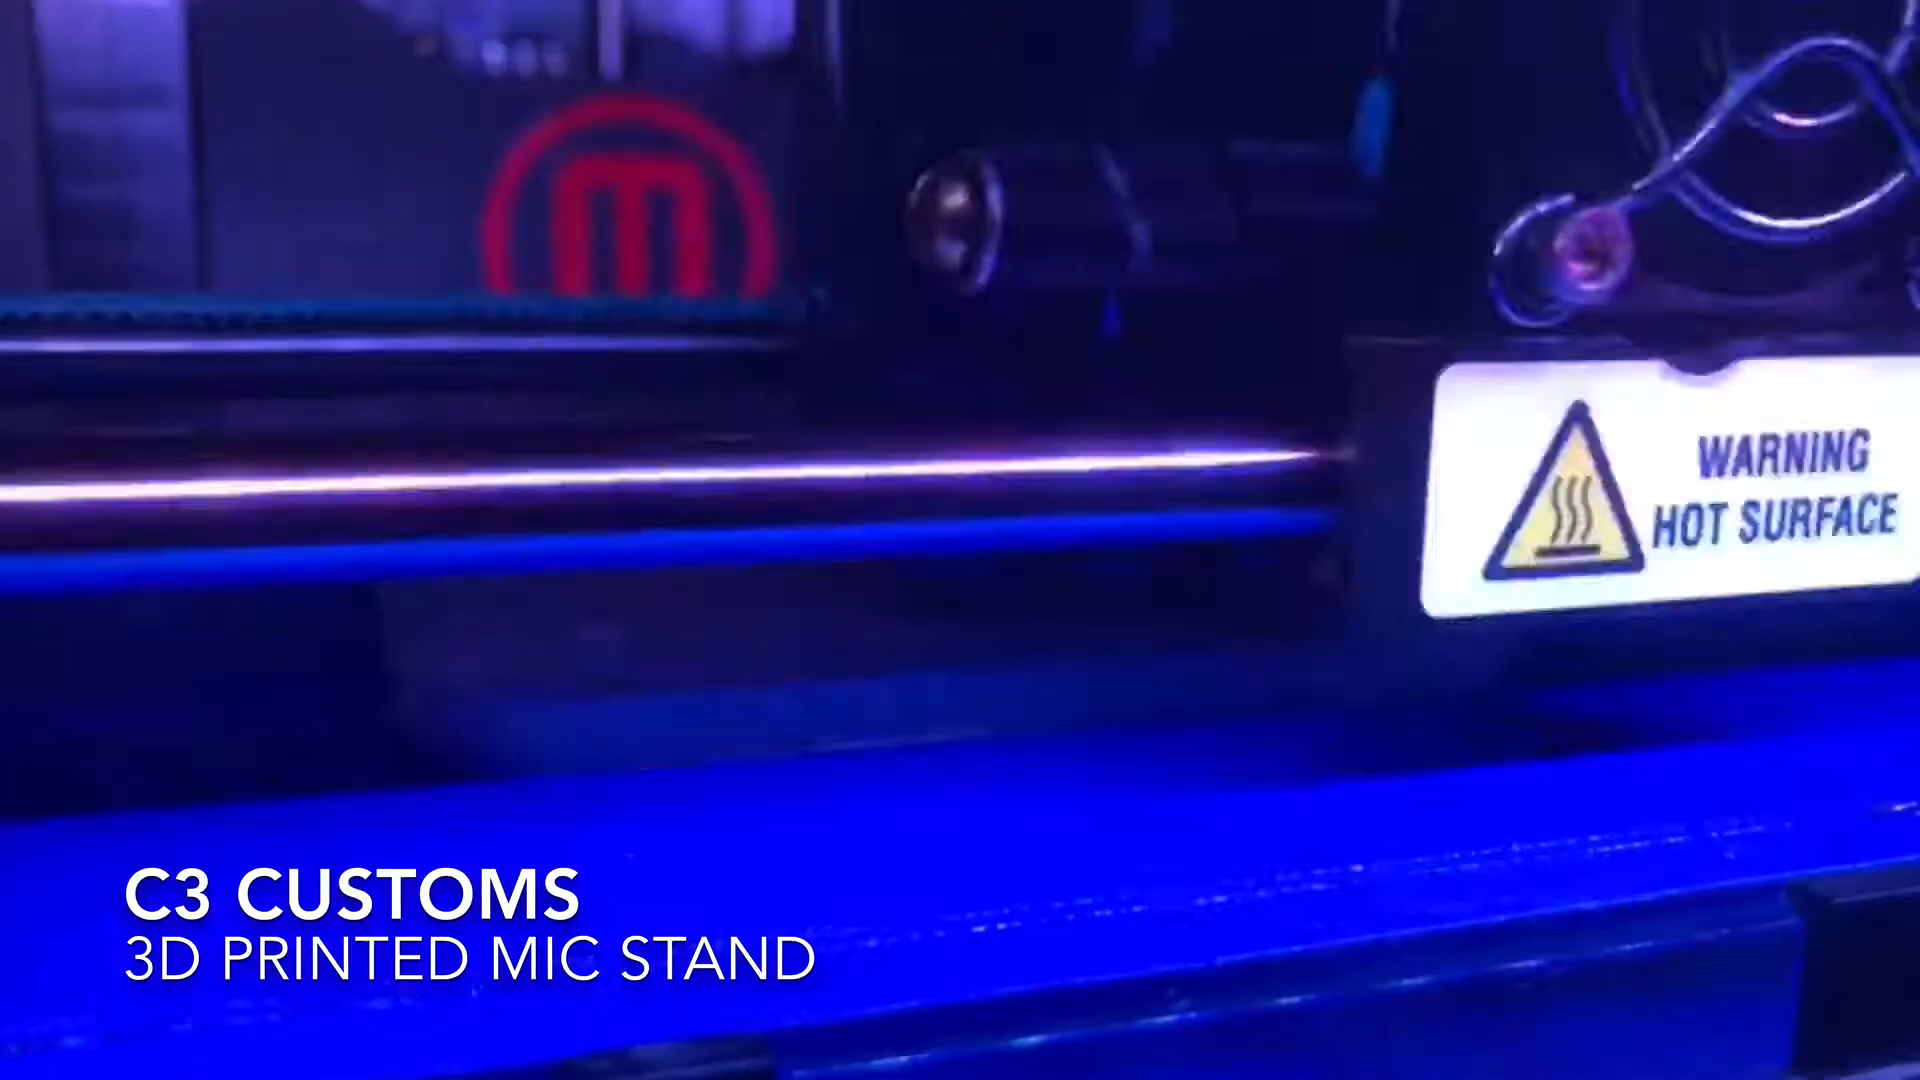 M
WARNING
HOT SURFACE
C3 CUSTOMS
3D PRINTED MIC STAND